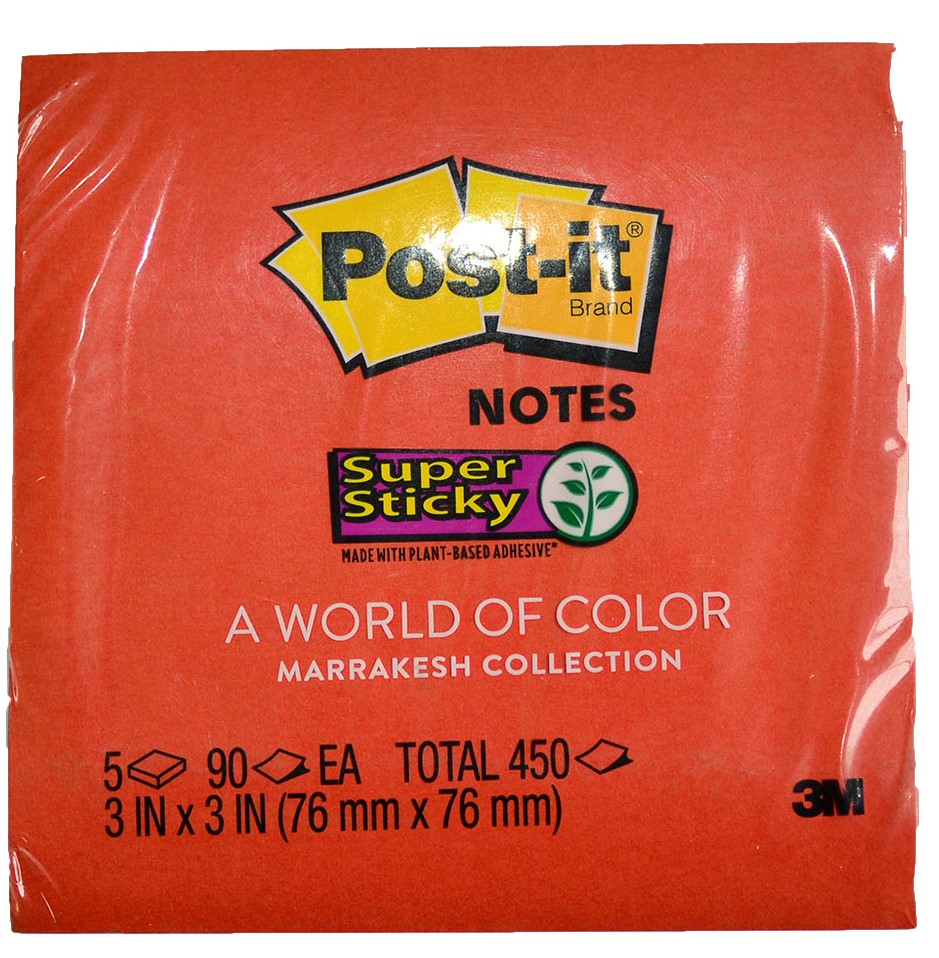 Post-it®
Brand
NOTES
Super
Sticky
MADE WITH PLANT-BASED ADHESIVE*
A WORLD OF COLOR
MARRAKESH COLLECTION
5 90 EA TOTAL 450
3 IN x 3 IN (76 mm x 76 mm)
3M